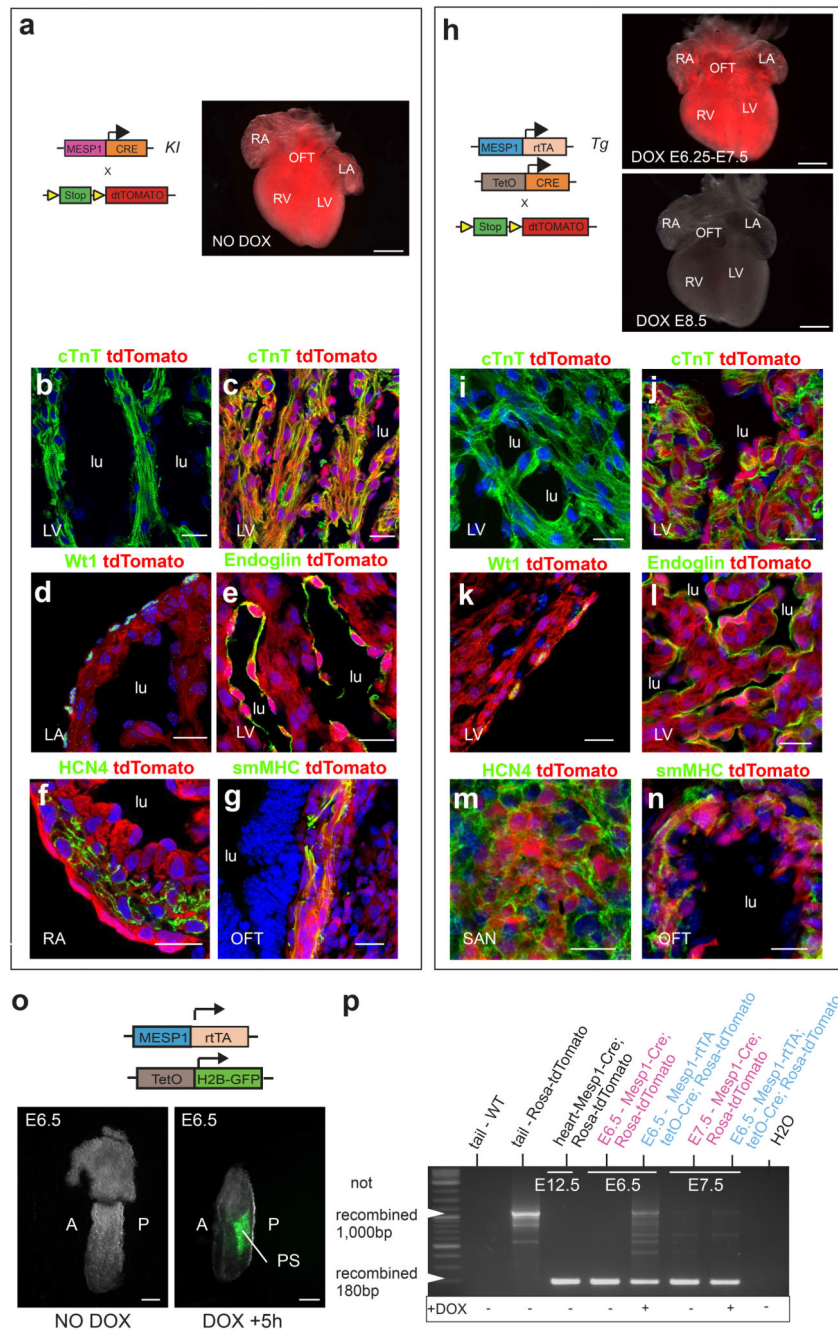 a
MESP1 CRE KI
x
Stop dtTOMATO
RA
OFT
LA
RV LV
NO DOX
cTnT tdTomato cTnT tdTomato
b
lu lu
LV
c
lu
LV
Wt1 tdTomato Endoglin tdTomato
d
lu
LA
e
lu
lu
LV
HCN4 tdTomato smMHC tdTomato
f
lu
RA
g
lu
OFT
h
MESP1 rtTA Tg
TetO CRE
x
Stop dtTOMATO
RA LA
OFT
RV LV
DOX E6.25-E7.5
RA LA
OFT
RV LV
DOX E8.5
cTnT tdTomato cTnT tdTomato
i
lu
lu
LV
j
lu
LV
Wt1 tdTomato Endoglin tdTomato
k
lu
LV
l
lu
lu
lu
LV
HCN4 tdTomato smMHC tdTomato
m
SAN
n
lu
OFT
o
MESP1 rtTA
TetO H2B-GFP
E6.5
A P
NO DOX
E6.5
A P
PS
DOX +5h
p
tail - WT
tail - Rosa-tdTomato
heart-Mesp1-Cre;
Rosa-tdTomato
E6.5 - Mesp1-Cre;
Rosa-tdTomato
E6.5 - Mesp1-rtTA
tetO-Cre; Rosa-tdTomato
E7.5 - Mesp1-Cre;
Rosa-tdTomato
E6.5 - Mesp1-rtTA;
tetO-Cre; Rosa-tdTomato
H2O
E12.5 E6.5 E7.5
not
recombined
1,000bp
recombined
180bp
+DOX - - - - + - + -